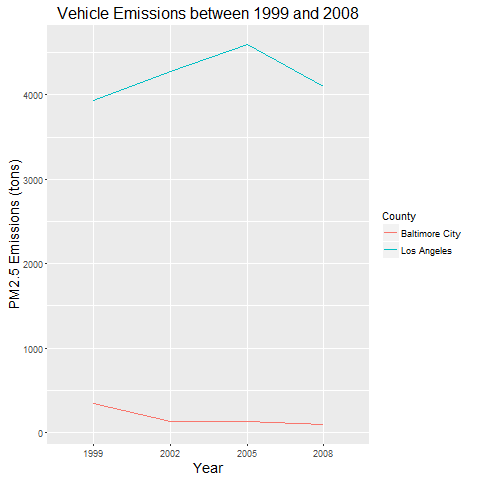 Vehicle Emissions between 1999 and 2008
PM2.5 Emissions (tons)
4000
3000
2000
1000
0
1999 2002 2005 2008
Year
County
Baltimore City
Los Angeles